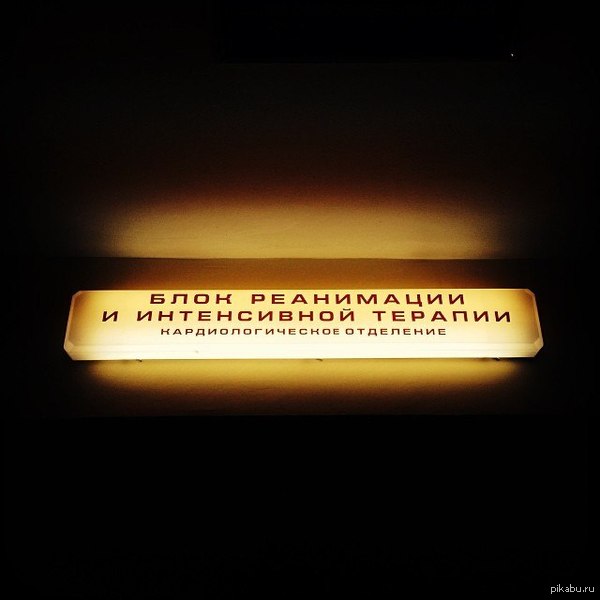 БЛОК РЕАНИМАЦИИ
И ИНТЕНСИВНОЙ ТЕРАПИИ
КАРДИОЛОГИЧЕСКОЕ ОТДЕЛЕНИЕ
pikabu.ru